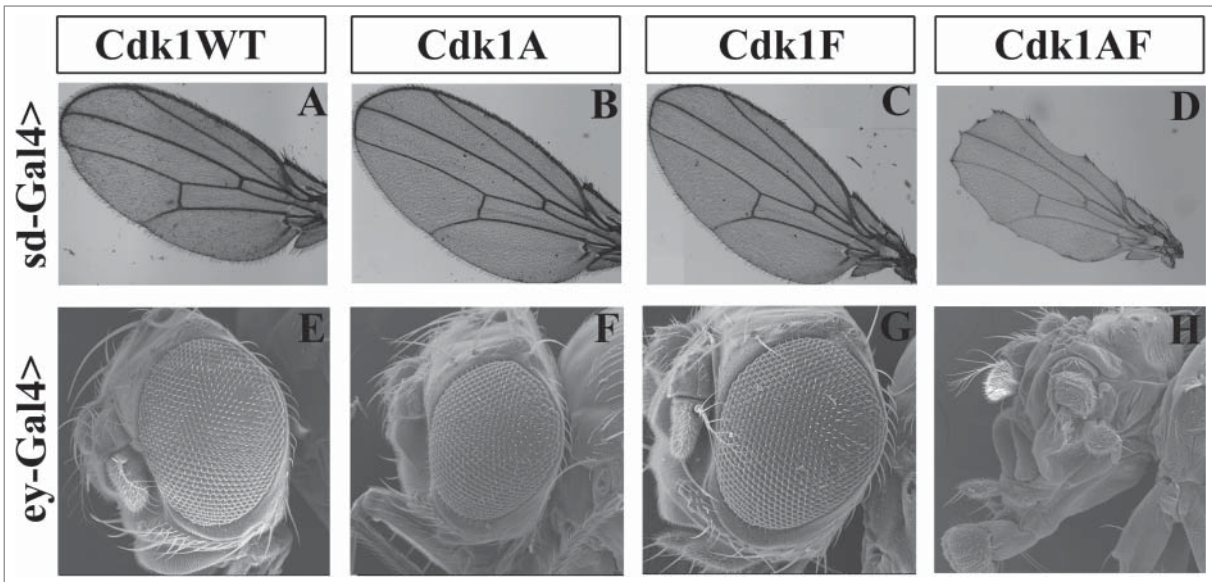 Cdk1WT Cdk1A Cdk1F Cdk1AF
sd-Gal4>
A B C D
ey-Gal4>
E F G H